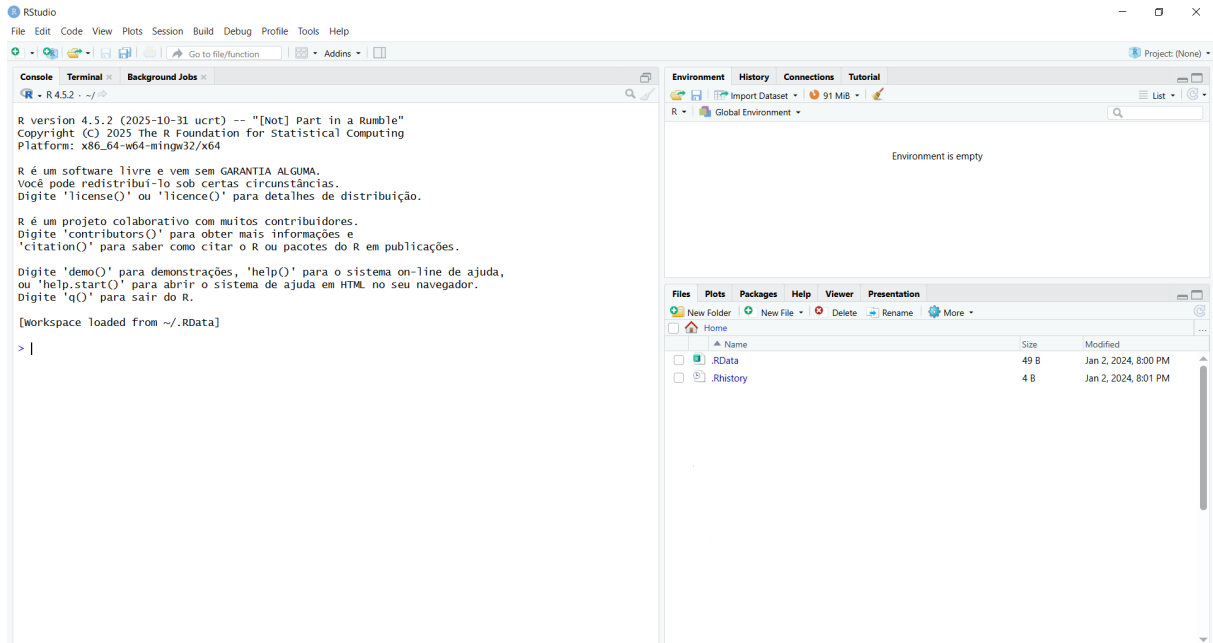 RStudio
File Edit Code View Plots Session Build Debug Profile Tools Help
Go to file/function Addins Project: (None)
Console Terminal Background Jobs
R 4.5.2 · ~/
R version 4.5.2 (2025-10-31 ucrt) -- "[Not] Part in a Rumble"
Copyright (C) 2025 The R Foundation for Statistical Computing
Platform: x86_64-w64-mingw32/x64
R é um software livre e vem sem GARANTIA ALGUMA.
Você pode redistribuí-lo sob certas circunstâncias.
Digite 'license()' ou 'licence()' para detalhes de distribuição.
R é um projeto colaborativo com muitos contribuidores.
Digite 'contributors()' para obter mais informações e
'citation()' para saber como citar o R ou pacotes do R em publicações.
Digite 'demo()' para demonstrações, 'help()' para o sistema on-line de ajuda,
ou 'help.start()' para abrir o sistema de ajuda em HTML no seu navegador.
Digite 'q()' para sair do R.
[Workspace loaded from ~/.RData]
>
Environment History Connections Tutorial
Import Dataset 91 MiB List
R Global Environment
Environment is empty
Files Plots Packages Help Viewer Presentation
New Folder New File Delete Rename More
Home ...
Name Size Modified
.RData 49 B Jan 2, 2024, 8:00 PM
.Rhistory 4 B Jan 2, 2024, 8:01 PM